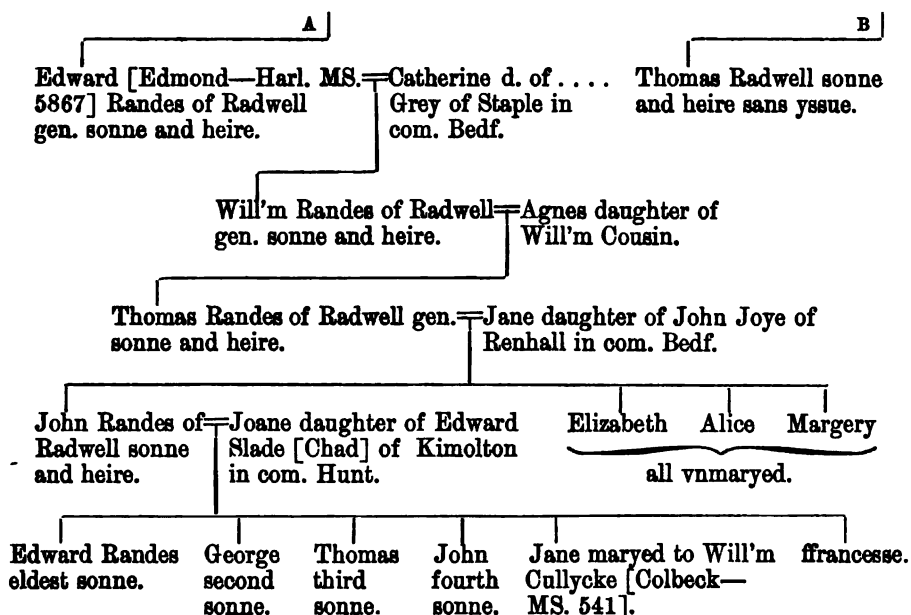 A
B
Edward [Edmond—Harl. MS.
5867] Randes of Radwell
gen. sonne and heire.
Catherine d. of . . . .
Grey of Staple in
com. Bedf.
Thomas Radwell sonne
and heire sans yssue.
Will'm Randes of Radwell
gen. sonne and heire.
Agnes daughter of
Will'm Cousin.
Thomas Randes of Radwell gen.
sonne and heire.
Jane daughter of John Joye of
Renhall in com. Bedf.
John Randes of
Radwell sonne
and heire.
Joane daughter of Edward
Slade [Chad] of Kimolton
in com. Hunt.
Elizabeth
Alice
Margery
all vnmaryed.
Edward Randes
eldest sonne.
George
second
sonne.
Thomas
third
sonne.
John
fourth
sonne.
Jane maryed to Will'm
Cullycke [Colbeck—
MS. 541].
ffrancesse.